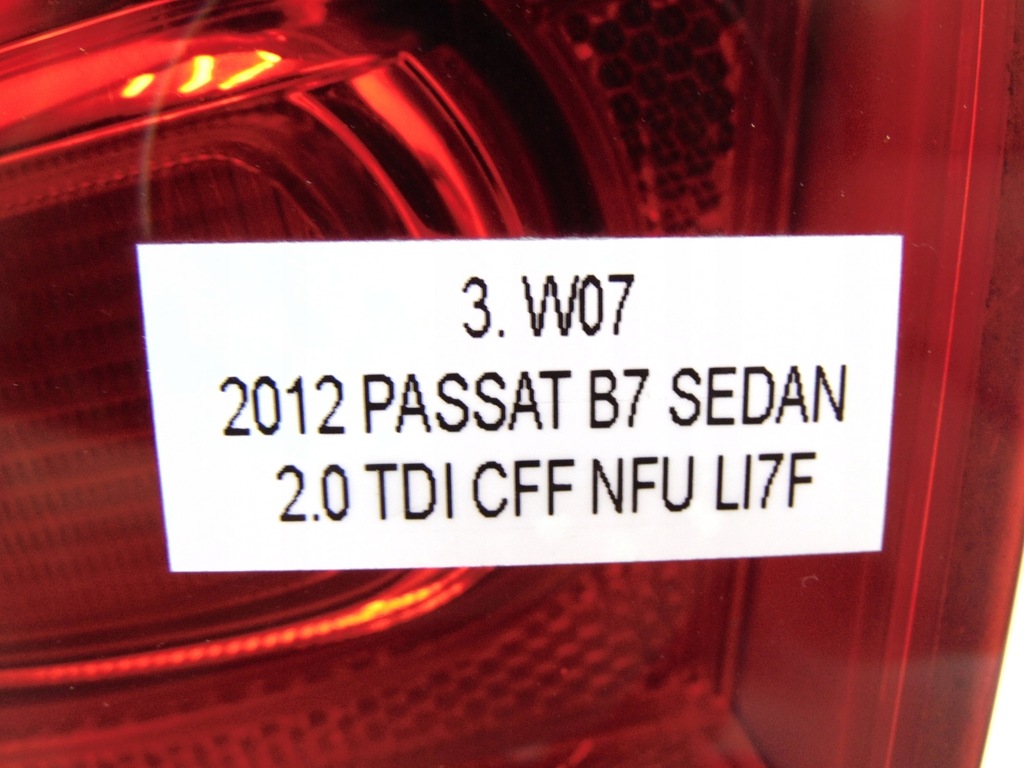 3. W07
2012 PASSAT B7 SEDAN
2.0 TDI CFF NFU LI7F